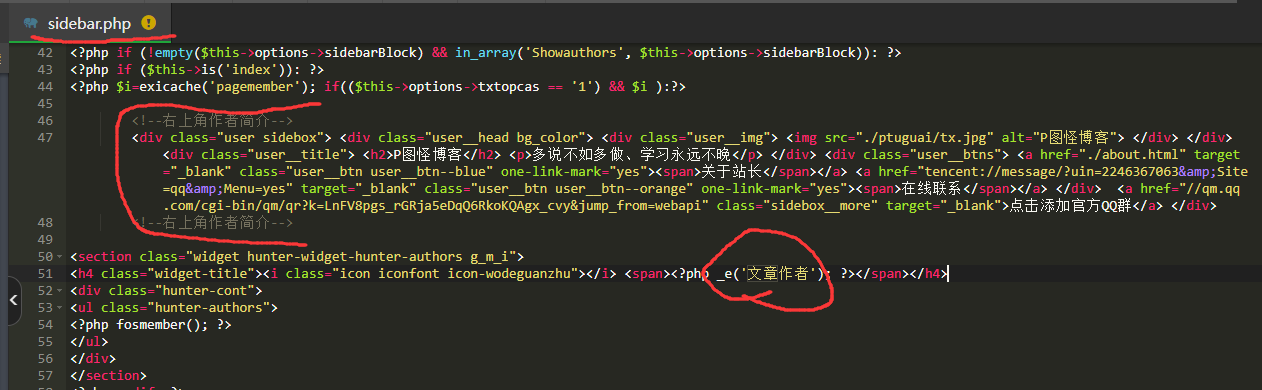 sidebar.php
42 <?php if (!empty($this->options->sidebarBlock) && in_array('Showauthors', $this->options->sidebarBlock)): ?>
43 <?php if ($this->is('index')): ?>
44 <?php $i=exicache('pagemember'); if(($this->options->txtopcas == '1') && $i ):?>
45
46 <!--右上角作者简介-->
47 <div class="user sidebox"> <div class="user__head bg_color"> <div class="user__img"> <img src="./ptuguai/tx.jpg" alt="P图怪博客"> </div> </div>
<div class="user__title"> <h2>P图怪博客</h2> <p>多说不如多做、学习永远不晚</p> </div> <div class="user__btns"> <a href="./about.html" target
="_blank" class="user__btn user__btn--blue" one-link-mark="yes"><span>关于站长</span></a> <a href="tencent://message/?uin=2246367063&amp;Site
=qq&amp;Menu=yes" target="_blank" class="user__btn user__btn--orange" one-link-mark="yes"><span>在线联系</span></a> </div>  <a href="//qm.qq
.com/cgi-bin/qm/qr?k=LnFV8pgs_rGRja5eDqQ6RkoKQAgx_cvy&jump_from=webapi" class="sidebox__more" target="_blank">点击添加官方QQ群</a> </div>
48 <!--右上角作者简介-->
49
50 <section class="widget hunter-widget-hunter-authors g_m_i">
51 <h4 class="widget-title"><i class="icon iconfont icon-wodeguanzhu"></i> <span><?php _e('文章作者'); ?></span></h4>
52 <div class="hunter-cont">
53 <ul class="hunter-authors">
54 <?php fosmember(); ?>
55 </ul>
56 </div>
57 </section>